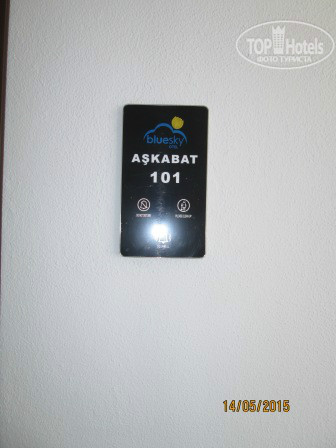 TOP Hotels
ФОТО ТУРИСТА
bluesky
AŞKABAT
101
14/05/2015